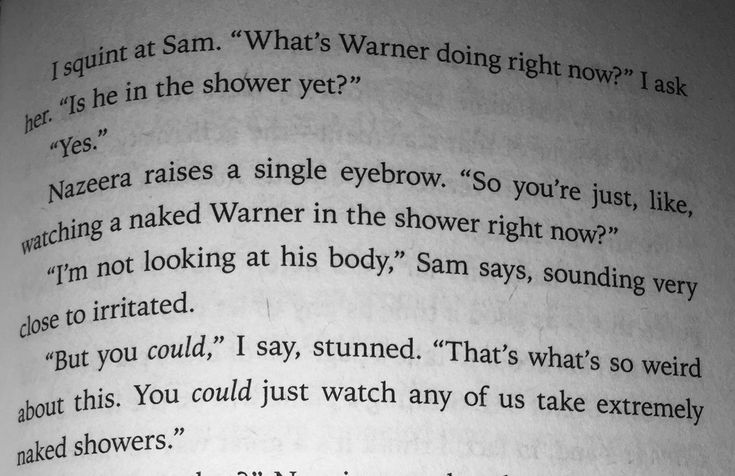 I squint at Sam. “What’s Warner doing right now?” I ask
her. “Is he in the shower yet?”
“Yes.”
Nazeera raises a single eyebrow. “So you’re just, like,
watching a naked Warner in the shower right now?”
“I’m not looking at his body,” Sam says, sounding very
close to irritated.
“But you could,” I say, stunned. “That’s what’s so weird
about this. You could just watch any of us take extremely
naked showers.”